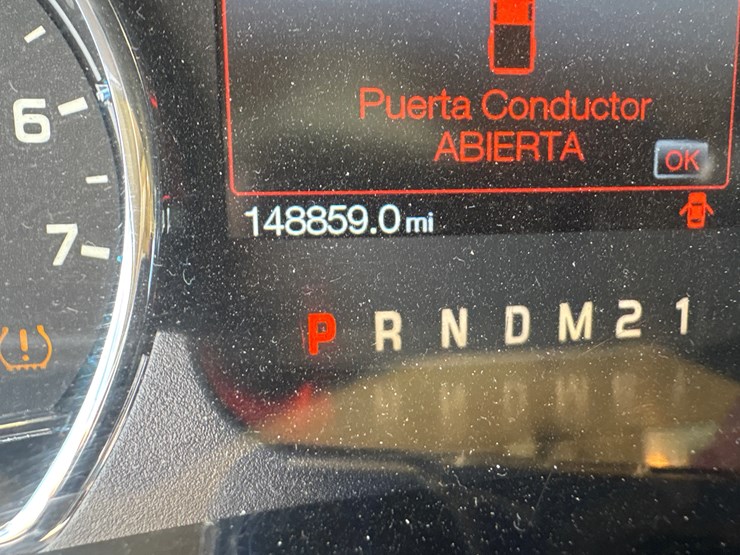 6
Puerta Conductor
ABIERTA
OK
148859.0 mi
7
P R N D M 2 1